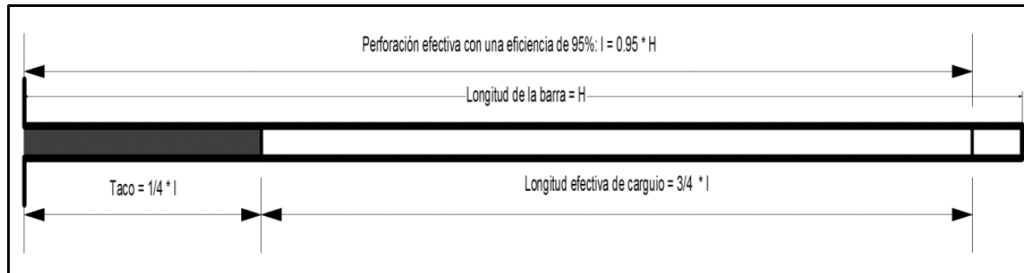 Perforación efectiva con una eficiencia de 95%: l = 0.95 * H
Longitud de la barra = H
Taco = 1/4 * l
Longitud efectiva de carguio = 3/4 * l